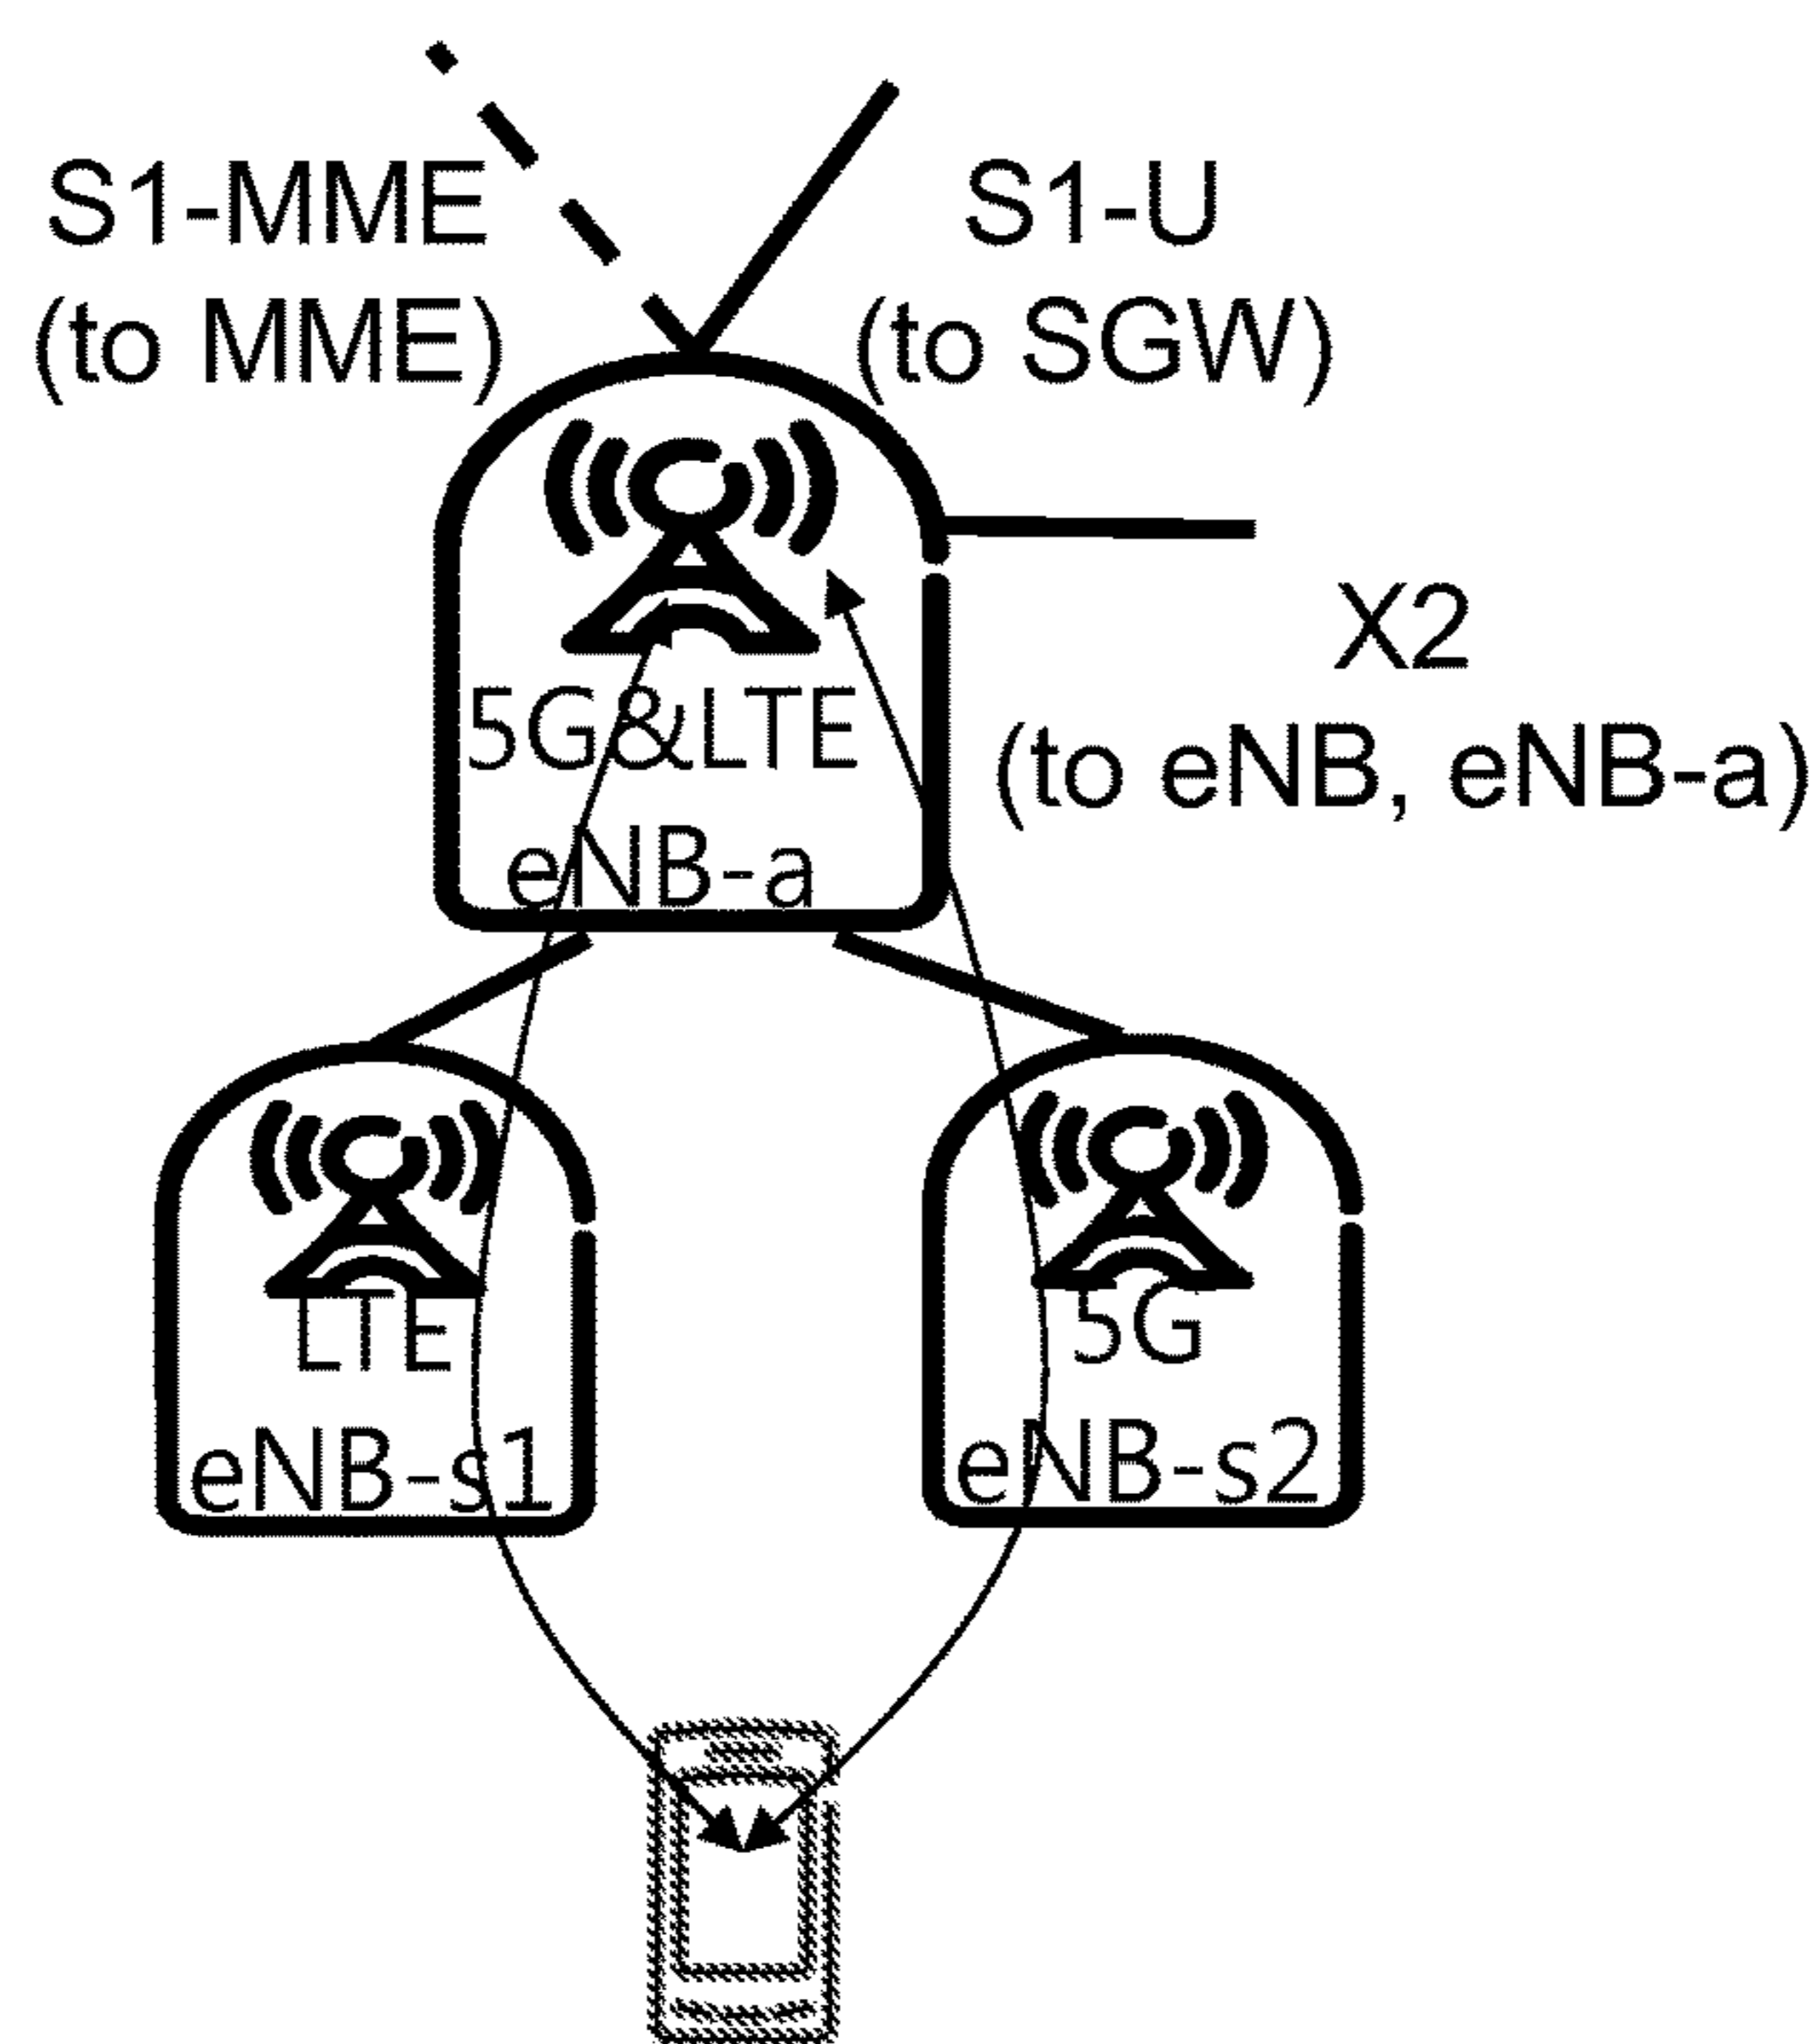 S1-MME
(to MME)
S1-U
(to SGW)
X2
(to eNB, eNB-a)
5G&LTE
eNB-a
LTE
eNB-s1
5G
eNB-s2